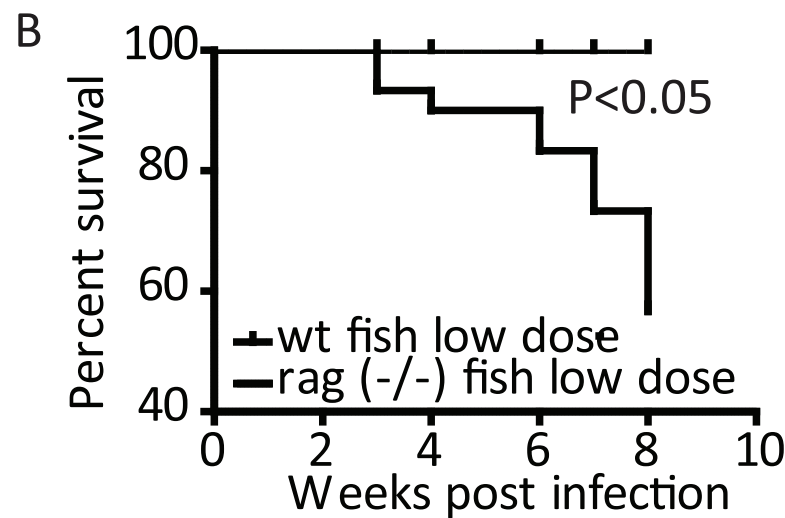 B
100
80
60
40
Percent survival
P<0.05
wt fish low dose
rag (-/-) fish low dose
0 2 4 6 8 10
Weeks post infection